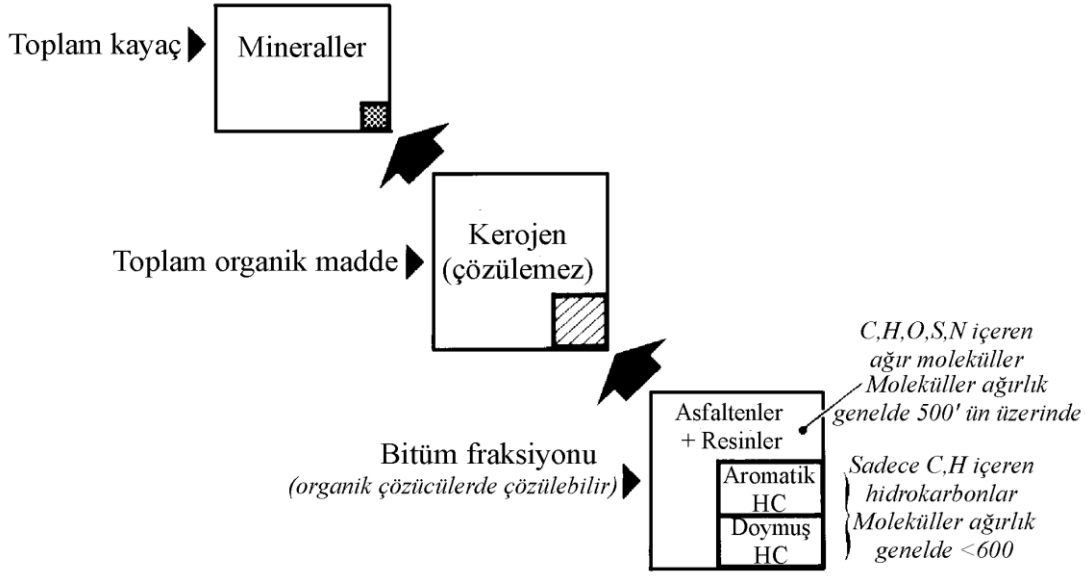 Toplam kayaç
Mineraller
Toplam organik madde
Kerojen
(çözülemez)
Bitüm fraksiyonu
(organik çözücülerde çözülebilir)
Asfaltenler
+ Resinler
Aromatik
HC
Doymuş
HC
C,H,O,S,N içeren
ağır moleküller
Moleküller ağırlık
genelde 500' ün üzerinde
Sadece C,H içeren
hidrokarbonlar
Moleküller ağırlık
genelde <600